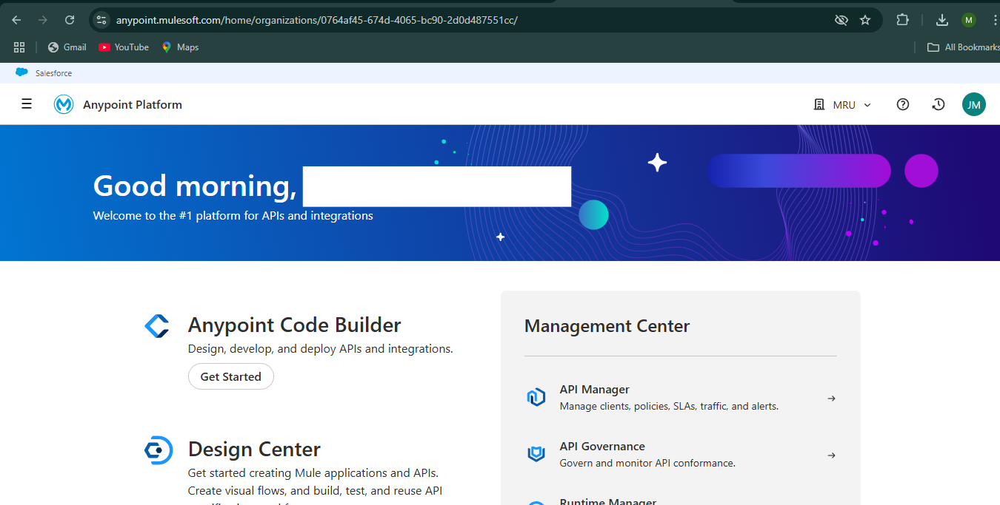 anypoint.mulesoft.com/home/organizations/0764af45-674d-4065-bc90-2d0d487551cc/
M
Gmail
YouTube
Maps
All Bookmarks
Salesforce
Anypoint Platform
MRU
JM
Good morning,
Welcome to the #1 platform for APIs and integrations
Anypoint Code Builder
Design, develop, and deploy APIs and integrations.
Get Started
Design Center
Get started creating Mule applications and APIs.
Create visual flows, and build, test, and reuse API
Management Center
API Manager
Manage clients, policies, SLAs, traffic, and alerts.
API Governance
Govern and monitor API conformance.
Runtime Manager